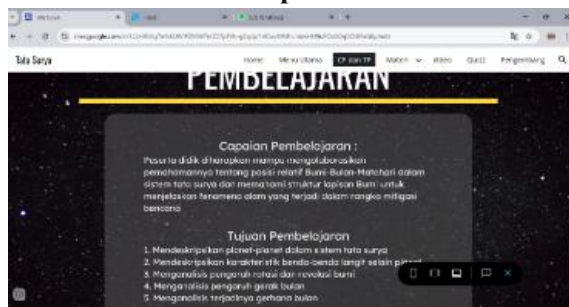 Tata Surya
Home Menu Utama CP dan TP Materi Video Quizz Pengembang
PEMBELAJARAN
Capaian Pembelajaran :
Peserta didik diharapkan mampu mengelaborasikan
pemahamannya tentang posisi relatif Bumi-Bulan-Matahari dalam
sistem tata surya dan memahami struktur lapisan Bumi untuk
menjelaskan fenomena alam yang terjadi dalam rangka mitigasi
bencana
Tujuan Pembelajaran
1. Mendeskripsikan planet-planet dalam sistem tata surya
2. Mendeskripsikan karakteristik benda-benda langit selain
3. Menganalisis pengaruh rotasi dan revolusi bumi
4. Menganalisis pengaruh gerak bulan
5. Menganalisis terjadinya gerhana bulan